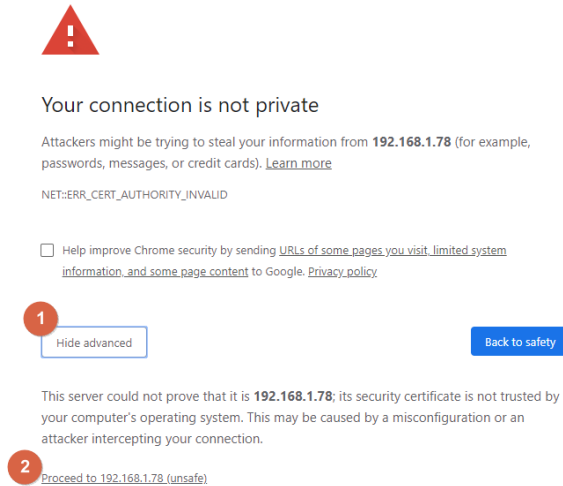 Your connection is not private
Attackers might be trying to steal your information from 192.168.1.78 (for example,
passwords, messages, or credit cards). Learn more
NET::ERR_CERT_AUTHORITY_INVALID
Help improve Chrome security by sending URLs of some pages you visit, limited system
information, and some page content to Google. Privacy policy
1
Hide advanced
Back to safety
This server could not prove that it is 192.168.1.78; its security certificate is not trusted by
your computer's operating system. This may be caused by a misconfiguration or an
attacker intercepting your connection.
2
Proceed to 192.168.1.78 (unsafe)